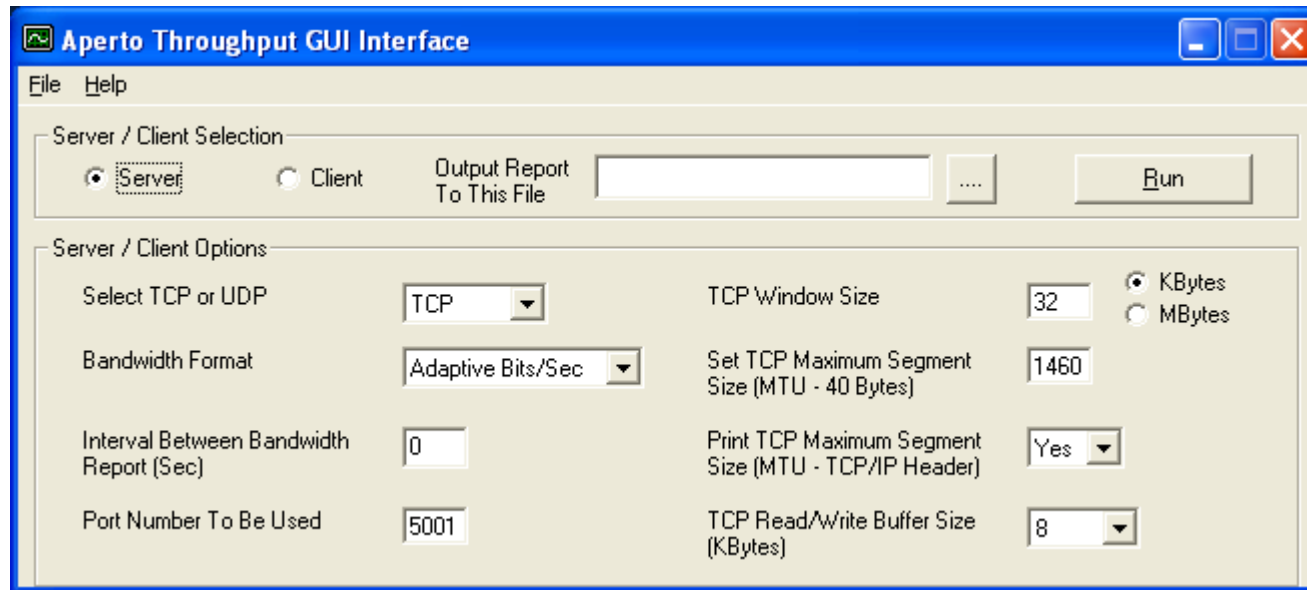 Aperto Throughput GUI Interface
File Help
Server / Client Selection
Server
Client
Output Report
To This File
....
Run
Server / Client Options
Select TCP or UDP
TCP
TCP Window Size
32
KBytes
MBytes
Bandwidth Format
Adaptive Bits/Sec
Set TCP Maximum Segment
Size (MTU - 40 Bytes)
1460
Interval Between Bandwidth
Report (Sec)
0
Print TCP Maximum Segment
Size (MTU - TCP/IP Header)
Yes
Port Number To Be Used
5001
TCP Read/Write Buffer Size
(KBytes)
8